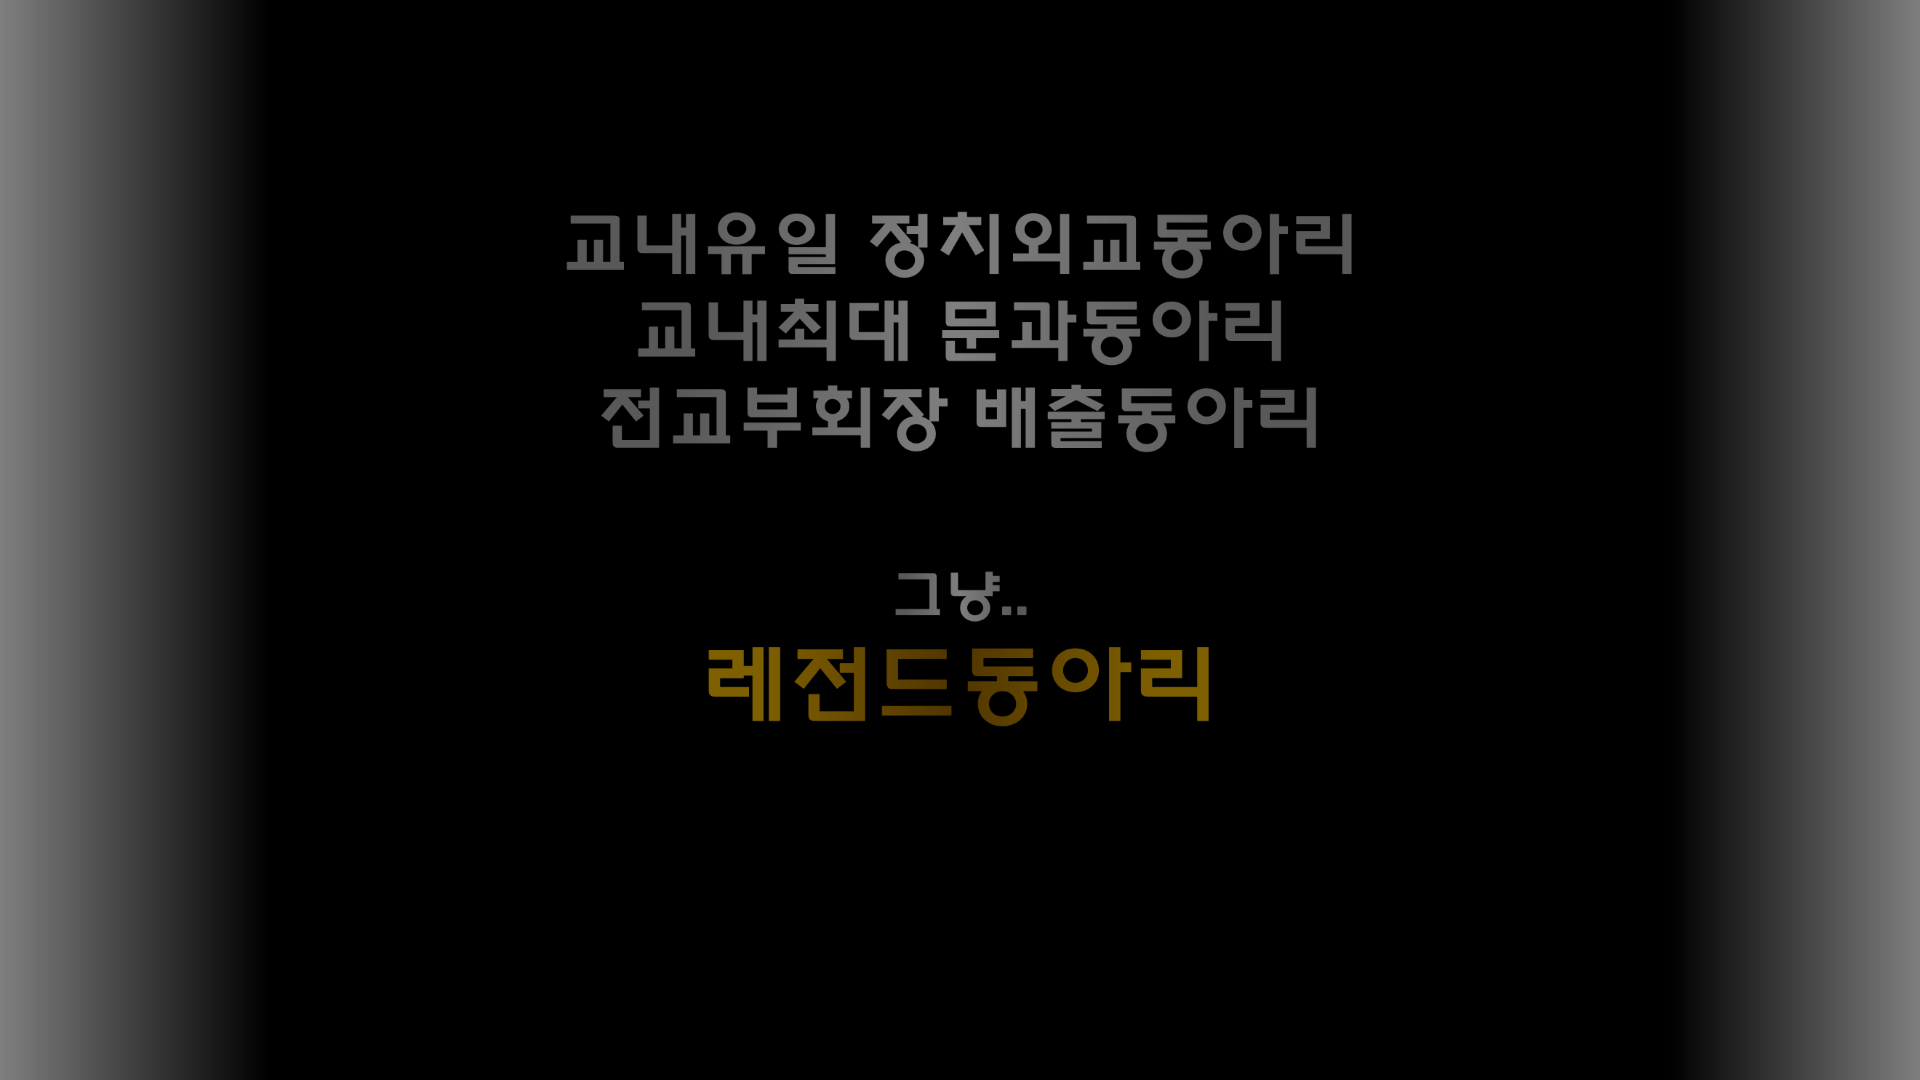 교내유일 정치외교동아리
교내최대 문과동아리
전교부회장 배출동아리
그냥..
레전드동아리